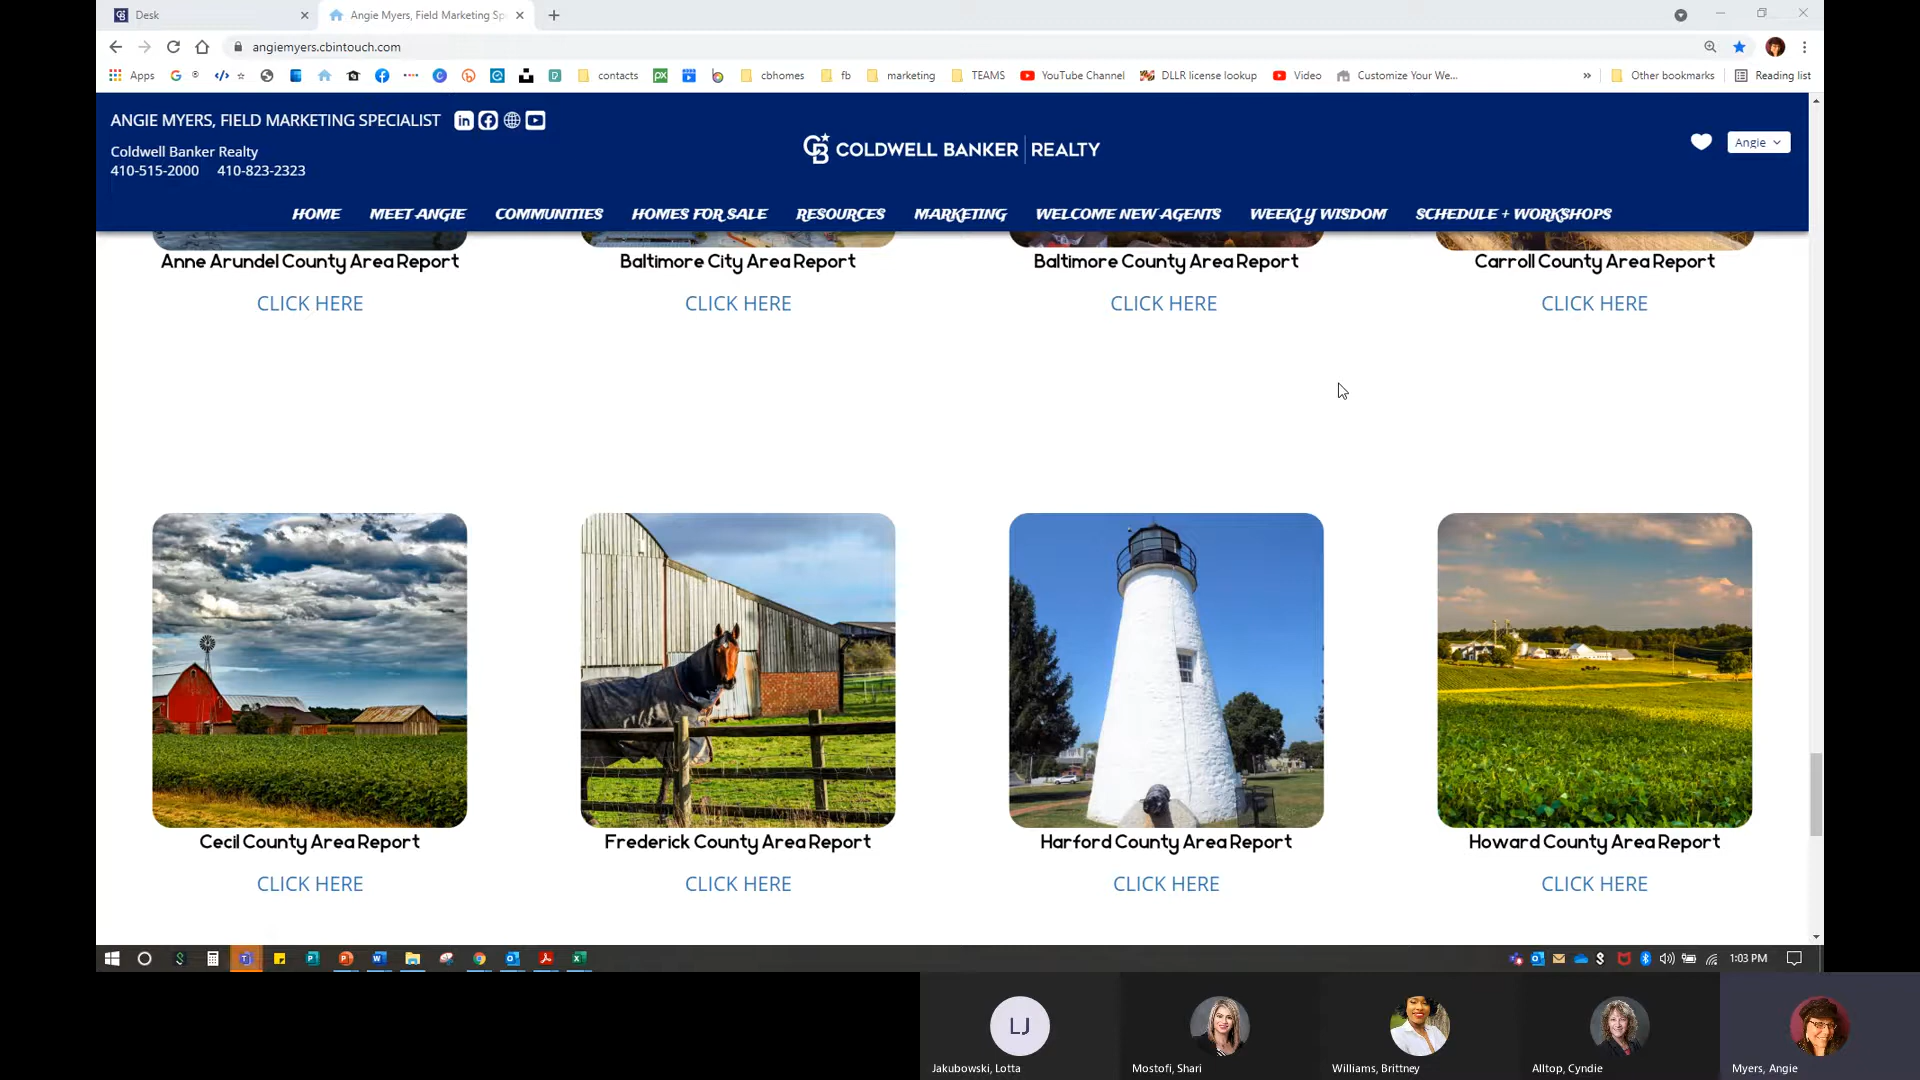 Desk
Angie Myers, Field Marketing Sp
angiemyers.cbintouch.com
Apps
contacts
cbhomes
fb
marketing
TEAMS
YouTube Channel
DLLR license lookup
Video
Customize Your We...
Other bookmarks
Reading list
ANGIE MYERS, FIELD MARKETING SPECIALIST
Coldwell Banker Realty
410-515-2000 410-823-2323
COLDWELL BANKER REALTY
Angie
HOME MEET ANGIE COMMUNITIES HOMES FOR SALE RESOURCES MARKETING WELCOME NEW AGENTS WEEKLY WISDOM SCHEDULE + WORKSHOPS
Anne Arundel County Area Report
Baltimore City Area Report
Baltimore County Area Report
Carroll County Area Report
CLICK HERE
CLICK HERE
CLICK HERE
CLICK HERE
Cecil County Area Report
Frederick County Area Report
Harford County Area Report
Howard County Area Report
CLICK HERE
CLICK HERE
CLICK HERE
CLICK HERE
1:03 PM
LJ
Jakubowski, Lotta
Mostofi, Shari
Williams, Brittney
Alltop, Cyndie
Myers, Angie